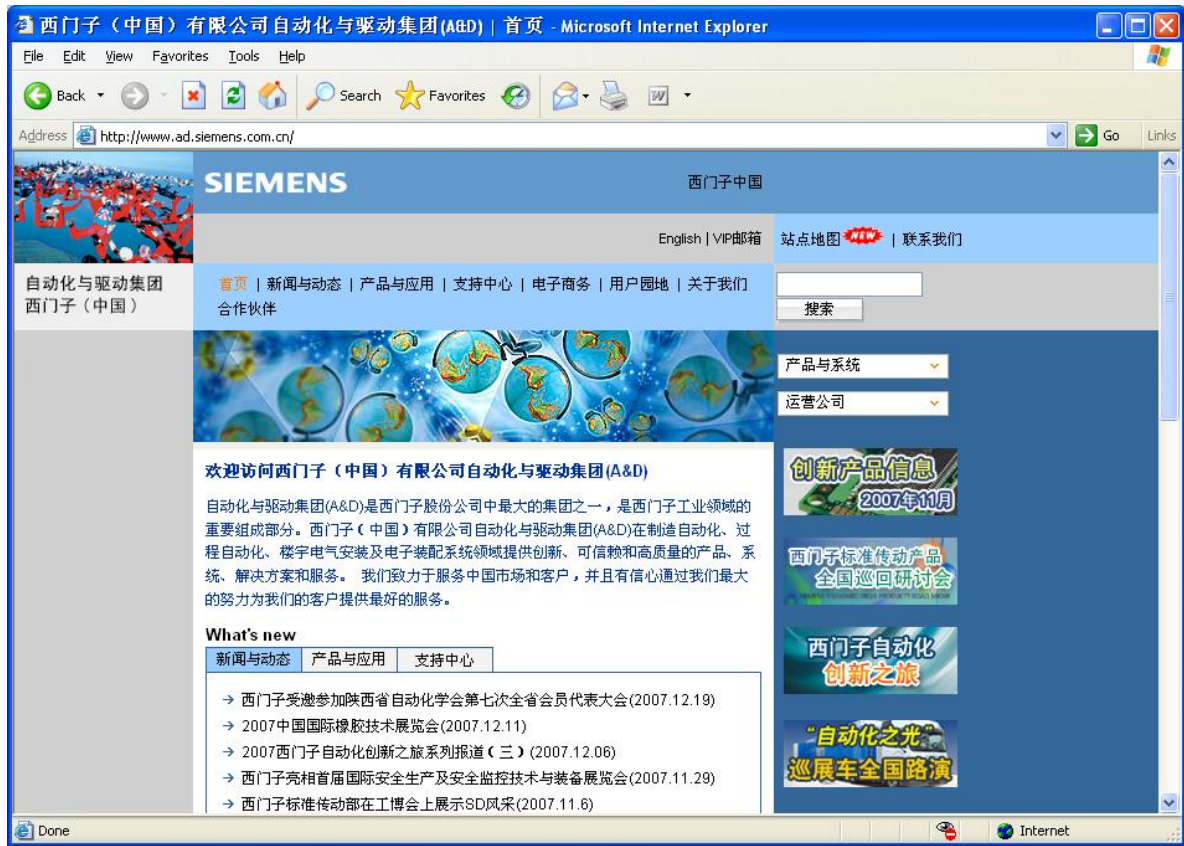 西门子（中国）有限公司自动化与驱动集团(A&D) | 首页 - Microsoft Internet Explorer
File Edit View Favorites Tools Help
Back Search Favorites
Address http://www.ad.siemens.com.cn/ Go Links
SIEMENS 西门子中国
English | VIP邮箱 站点地图 NEW | 联系我们
自动化与驱动集团
西门子（中国）
首页 | 新闻与动态 | 产品与应用 | 支持中心 | 电子商务 | 用户园地 | 关于我们
合作伙伴
搜索
产品与系统
运营公司
欢迎访问西门子（中国）有限公司自动化与驱动集团(A&D)
自动化与驱动集团(A&D)是西门子股份公司中最大的集团之一，是西门子工业领域的
重要组成部分。西门子（中国）有限公司自动化与驱动集团(A&D)在制造自动化、过
程自动化、楼宇电气安装及电子装配系统领域提供创新、可信赖和高质量的产品、系
统、解决方案和服务。 我们致力于服务中国市场和客户，并且有信心通过我们最大
的努力为我们的客户提供最好的服务。
What's new
新闻与动态 产品与应用 支持中心
→ 西门子受邀参加陕西省自动化学会第七次全省会员代表大会(2007.12.19)
→ 2007中国国际橡胶技术展览会(2007.12.11)
→ 2007西门子自动化创新之旅系列报道（三）(2007.12.06)
→ 西门子亮相首届国际安全生产及安全监控技术与装备展览会(2007.11.29)
→ 西门子标准传动部在工博会上展示SD风采(2007.11.6)
创新产品信息
2007年11月
西门子标准传动产品
全国巡回研讨会
西门子自动化
创新之旅
“自动化之光”
巡展车全国路演
Done Internet